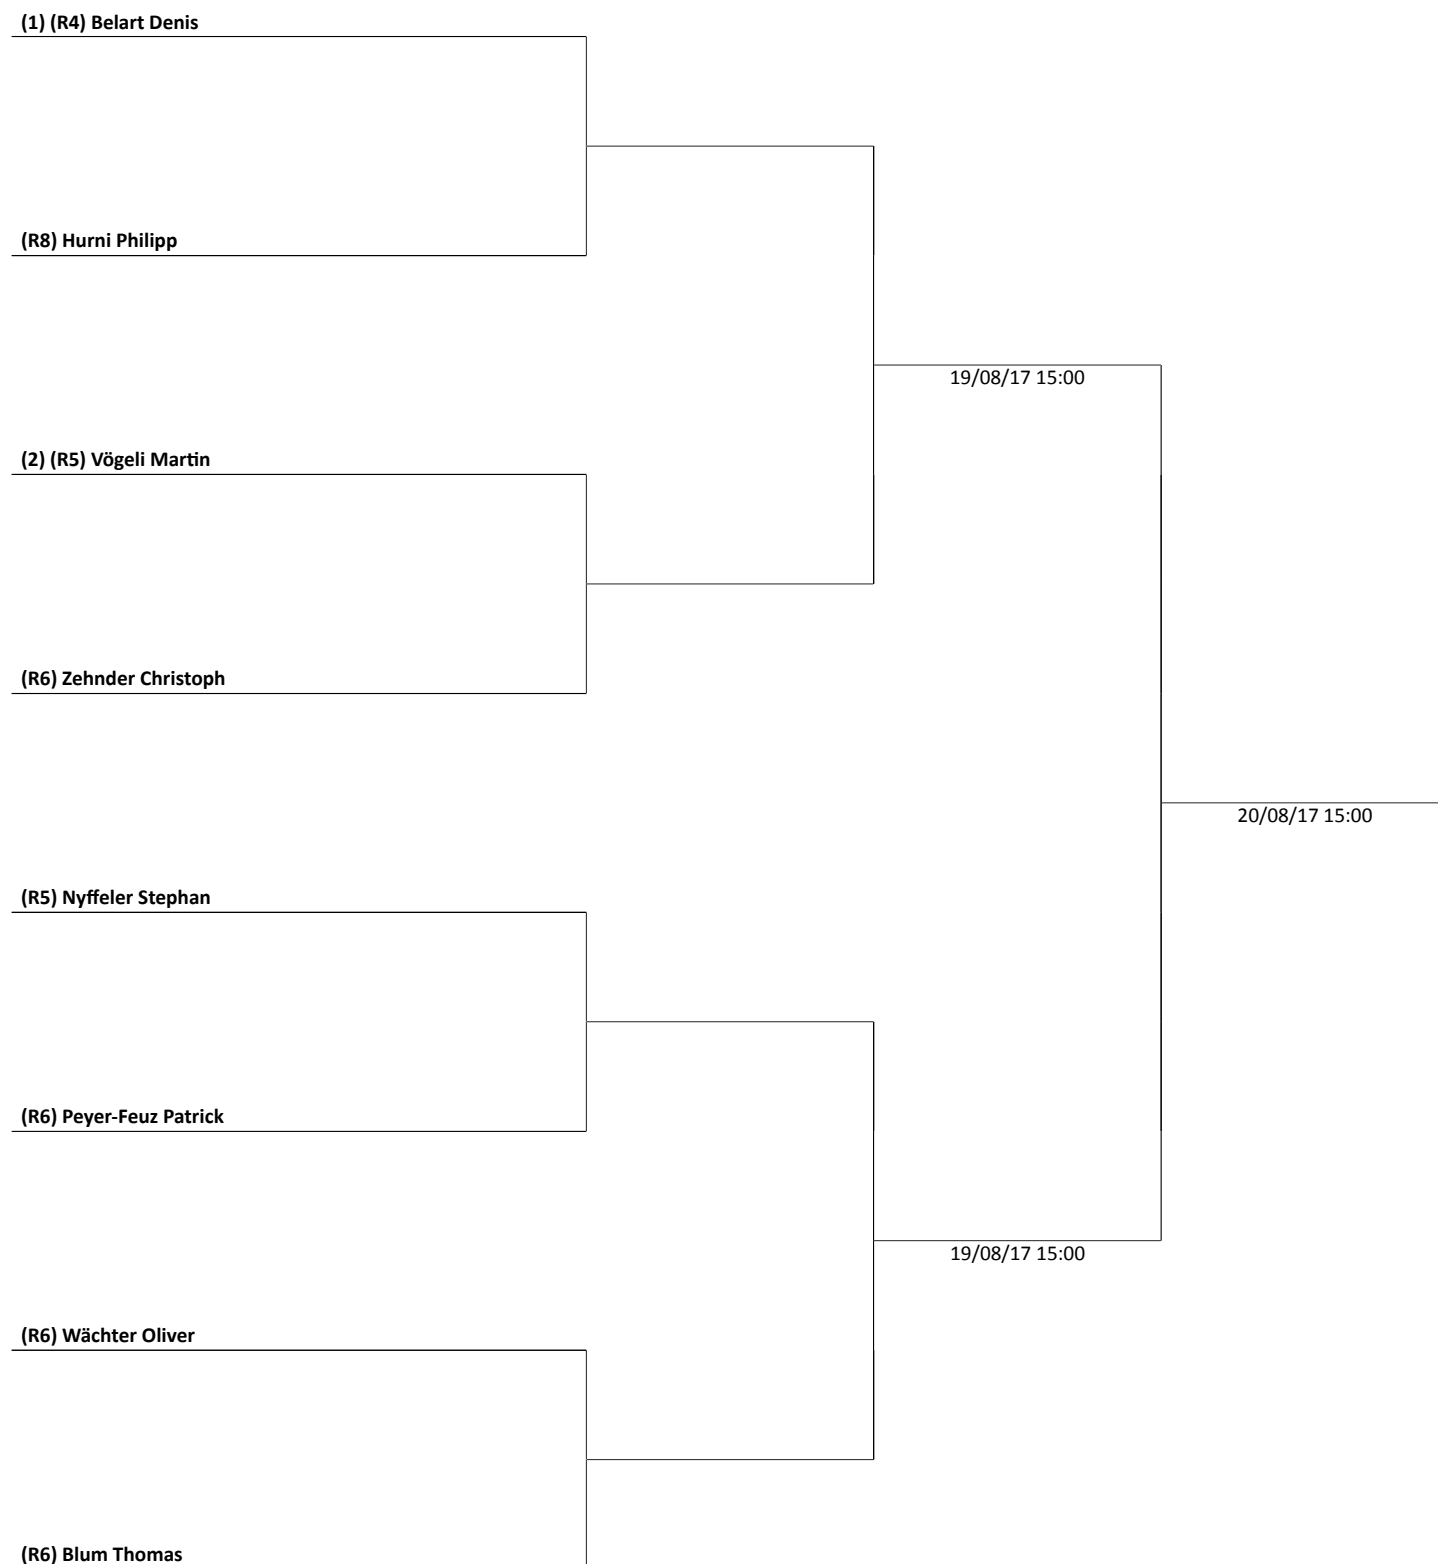 (1) (R4) Belart Denis
(R8) Hurni Philipp
19/08/17 15:00
(2) (R5) Vögeli Martin
(R6) Zehnder Christoph
20/08/17 15:00
(R5) Nyffeler Stephan
(R6) Peyer-Feuz Patrick
19/08/17 15:00
(R6) Wächter Oliver
(R6) Blum Thomas